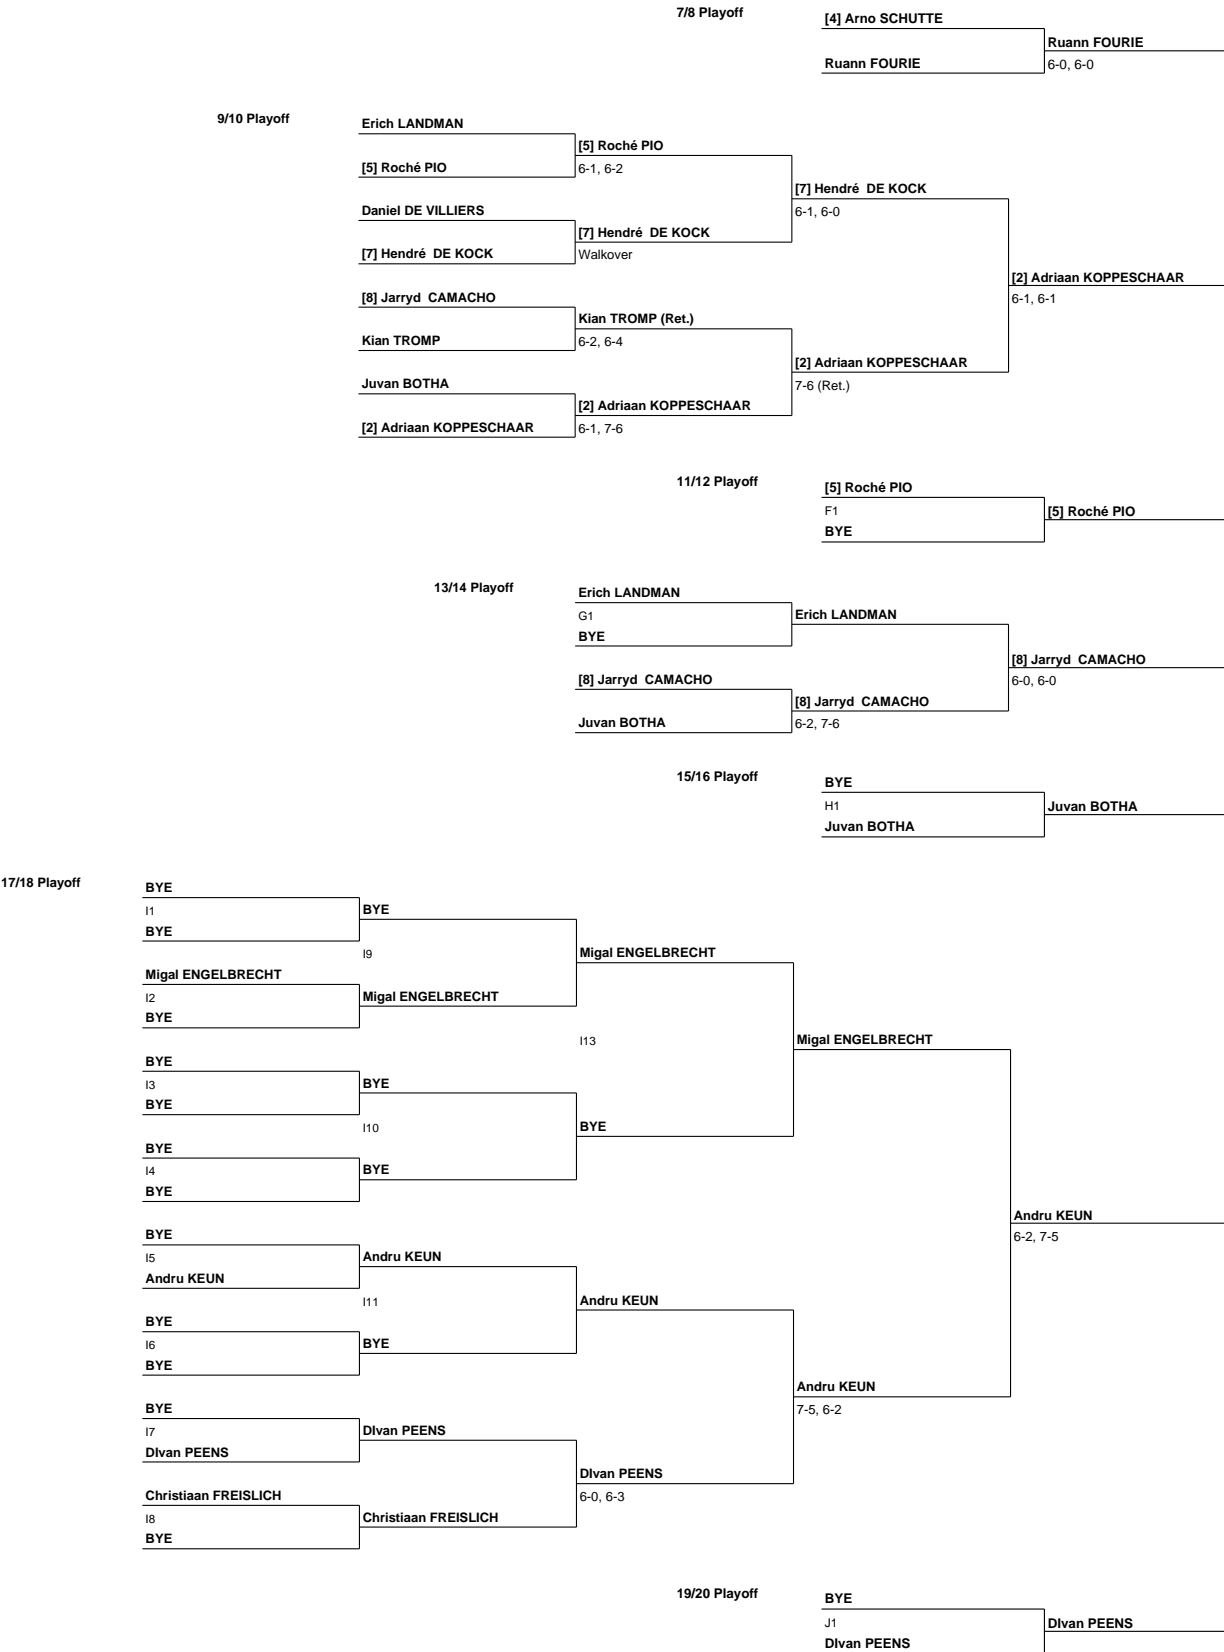 7/8 Playoff
[4] Arno SCHUTTE
Ruann FOURIE
Ruann FOURIE
6-0, 6-0
9/10 Playoff
Erich LANDMAN
[5] Roché PIO
[5] Roché PIO
6-1, 6-2
[7] Hendré  DE KOCK
Daniel DE VILLIERS
6-1, 6-0
[7] Hendré  DE KOCK
[7] Hendré  DE KOCK
Walkover
[2] Adriaan KOPPESCHAAR
[8] Jarryd  CAMACHO
6-1, 6-1
Kian TROMP (Ret.)
Kian TROMP
6-2, 6-4
[2] Adriaan KOPPESCHAAR
Juvan BOTHA
7-6 (Ret.)
[2] Adriaan KOPPESCHAAR
[2] Adriaan KOPPESCHAAR
6-1, 7-6
11/12 Playoff
[5] Roché PIO
F1
[5] Roché PIO
BYE
13/14 Playoff
Erich LANDMAN
G1
Erich LANDMAN
BYE
[8] Jarryd  CAMACHO
[8] Jarryd  CAMACHO
6-0, 6-0
[8] Jarryd  CAMACHO
Juvan BOTHA
6-2, 7-6
15/16 Playoff
BYE
H1
Juvan BOTHA
Juvan BOTHA
17/18 Playoff
BYE
I1
BYE
BYE
I9
Migal ENGELBRECHT
Migal ENGELBRECHT
I2
Migal ENGELBRECHT
BYE
I13
Migal ENGELBRECHT
BYE
I3
BYE
BYE
I10
BYE
BYE
I4
BYE
BYE
Andru KEUN
BYE
6-2, 7-5
I5
Andru KEUN
Andru KEUN
I11
Andru KEUN
BYE
I6
BYE
BYE
Andru KEUN
BYE
7-5, 6-2
I7
DIvan PEENS
DIvan PEENS
DIvan PEENS
Christiaan FREISLICH
6-0, 6-3
I8
Christiaan FREISLICH
BYE
19/20 Playoff
BYE
J1
DIvan PEENS
DIvan PEENS